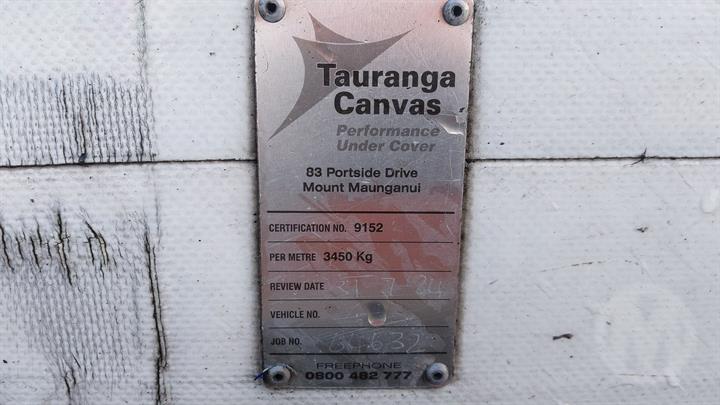 Tauranga
Canvas
Performance
Under Cover
83 Portside Drive
Mount Maunganui
CERTIFICATION NO. 9152
PER METRE 3450 Kg
REVIEW DATE
VEHICLE NO.
JOB NO.
FREEPHONE
0800 482 777